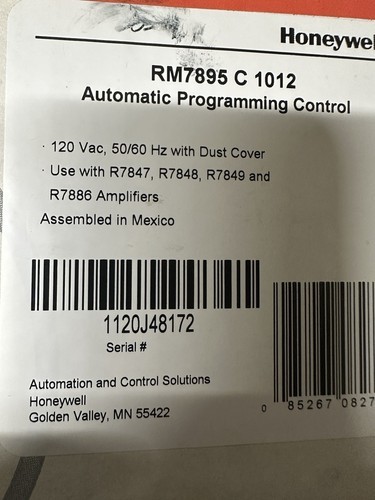 Honeywell
RM7895 C 1012
Automatic Programming Control
· 120 Vac, 50/60 Hz with Dust Cover
· Use with R7847, R7848, R7849 and
R7886 Amplifiers
Assembled in Mexico
1120J48172
Serial #
Automation and Control Solutions
Honeywell
Golden Valley, MN 55422
0 85267 0827